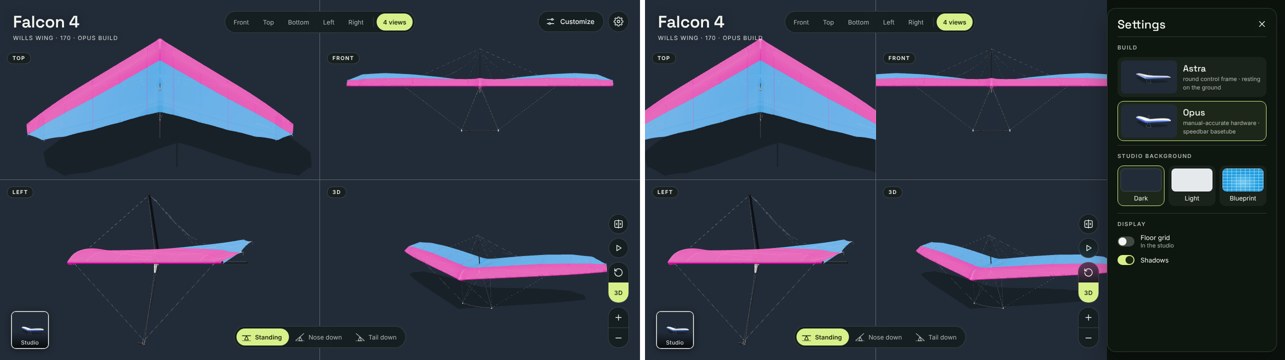 Falcon 4
WILLS WING · 170 · OPUS BUILD
Front Top Bottom Left Right 4 views
Customize
TOP
FRONT
LEFT
3D
3D
+
−
Studio
Standing Nose down Tail down
Falcon 4
WILLS WING · 170 · OPUS BUILD
Front Top Bottom Left Right 4 views
TOP
FRONT
LEFT
3D
3D
+
−
Studio
Standing Nose down Tail down
Settings
BUILD
Astra
round control frame · resting
on the ground
Opus
manual-accurate hardware ·
speedbar basetube
STUDIO BACKGROUND
Dark Light Blueprint
DISPLAY
Floor grid
In the studio
Shadows